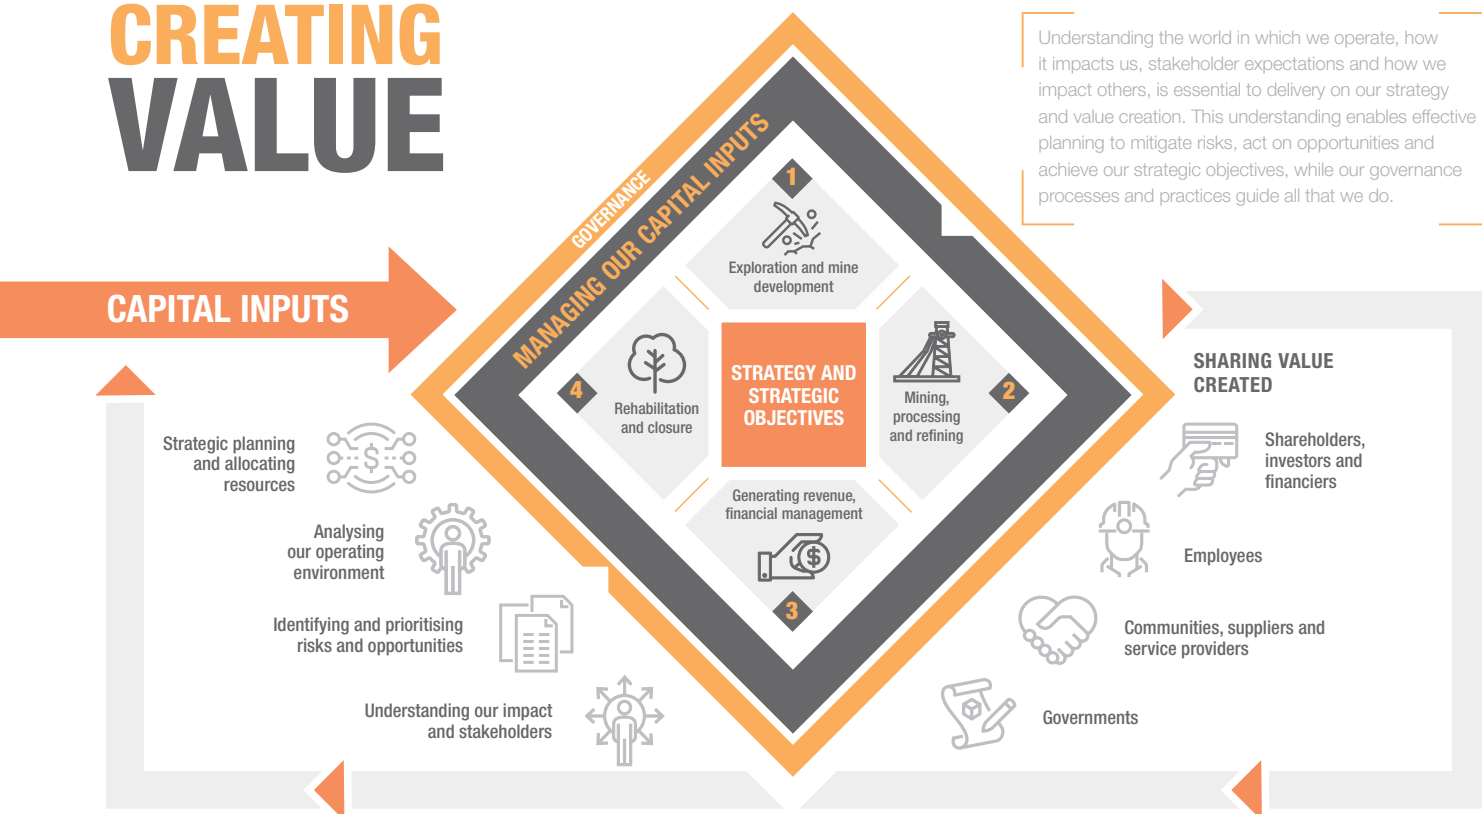 CREATING
VALUE
Understanding the world in which we operate, how
it impacts us, stakeholder expectations and how we
impact others, is essential to delivery on our strategy
and value creation. This understanding enables effective
planning to mitigate risks, act on opportunities and
achieve our strategic objectives, while our governance
processes and practices guide all that we do.
CAPITAL INPUTS
GOVERNANCE
MANAGING OUR CAPITAL INPUTS
1
Exploration and mine
development
STRATEGY AND
STRATEGIC
OBJECTIVES
2
Mining,
processing
and refining
Generating revenue,
financial management
$
3
4
Rehabilitation
and closure
Strategic planning
and allocating
resources
$
Analysing
our operating
environment
Identifying and prioritising
risks and opportunities
Understanding our impact
and stakeholders
SHARING VALUE
CREATED
Shareholders,
investors and
financiers
Employees
Communities, suppliers and
service providers
Governments